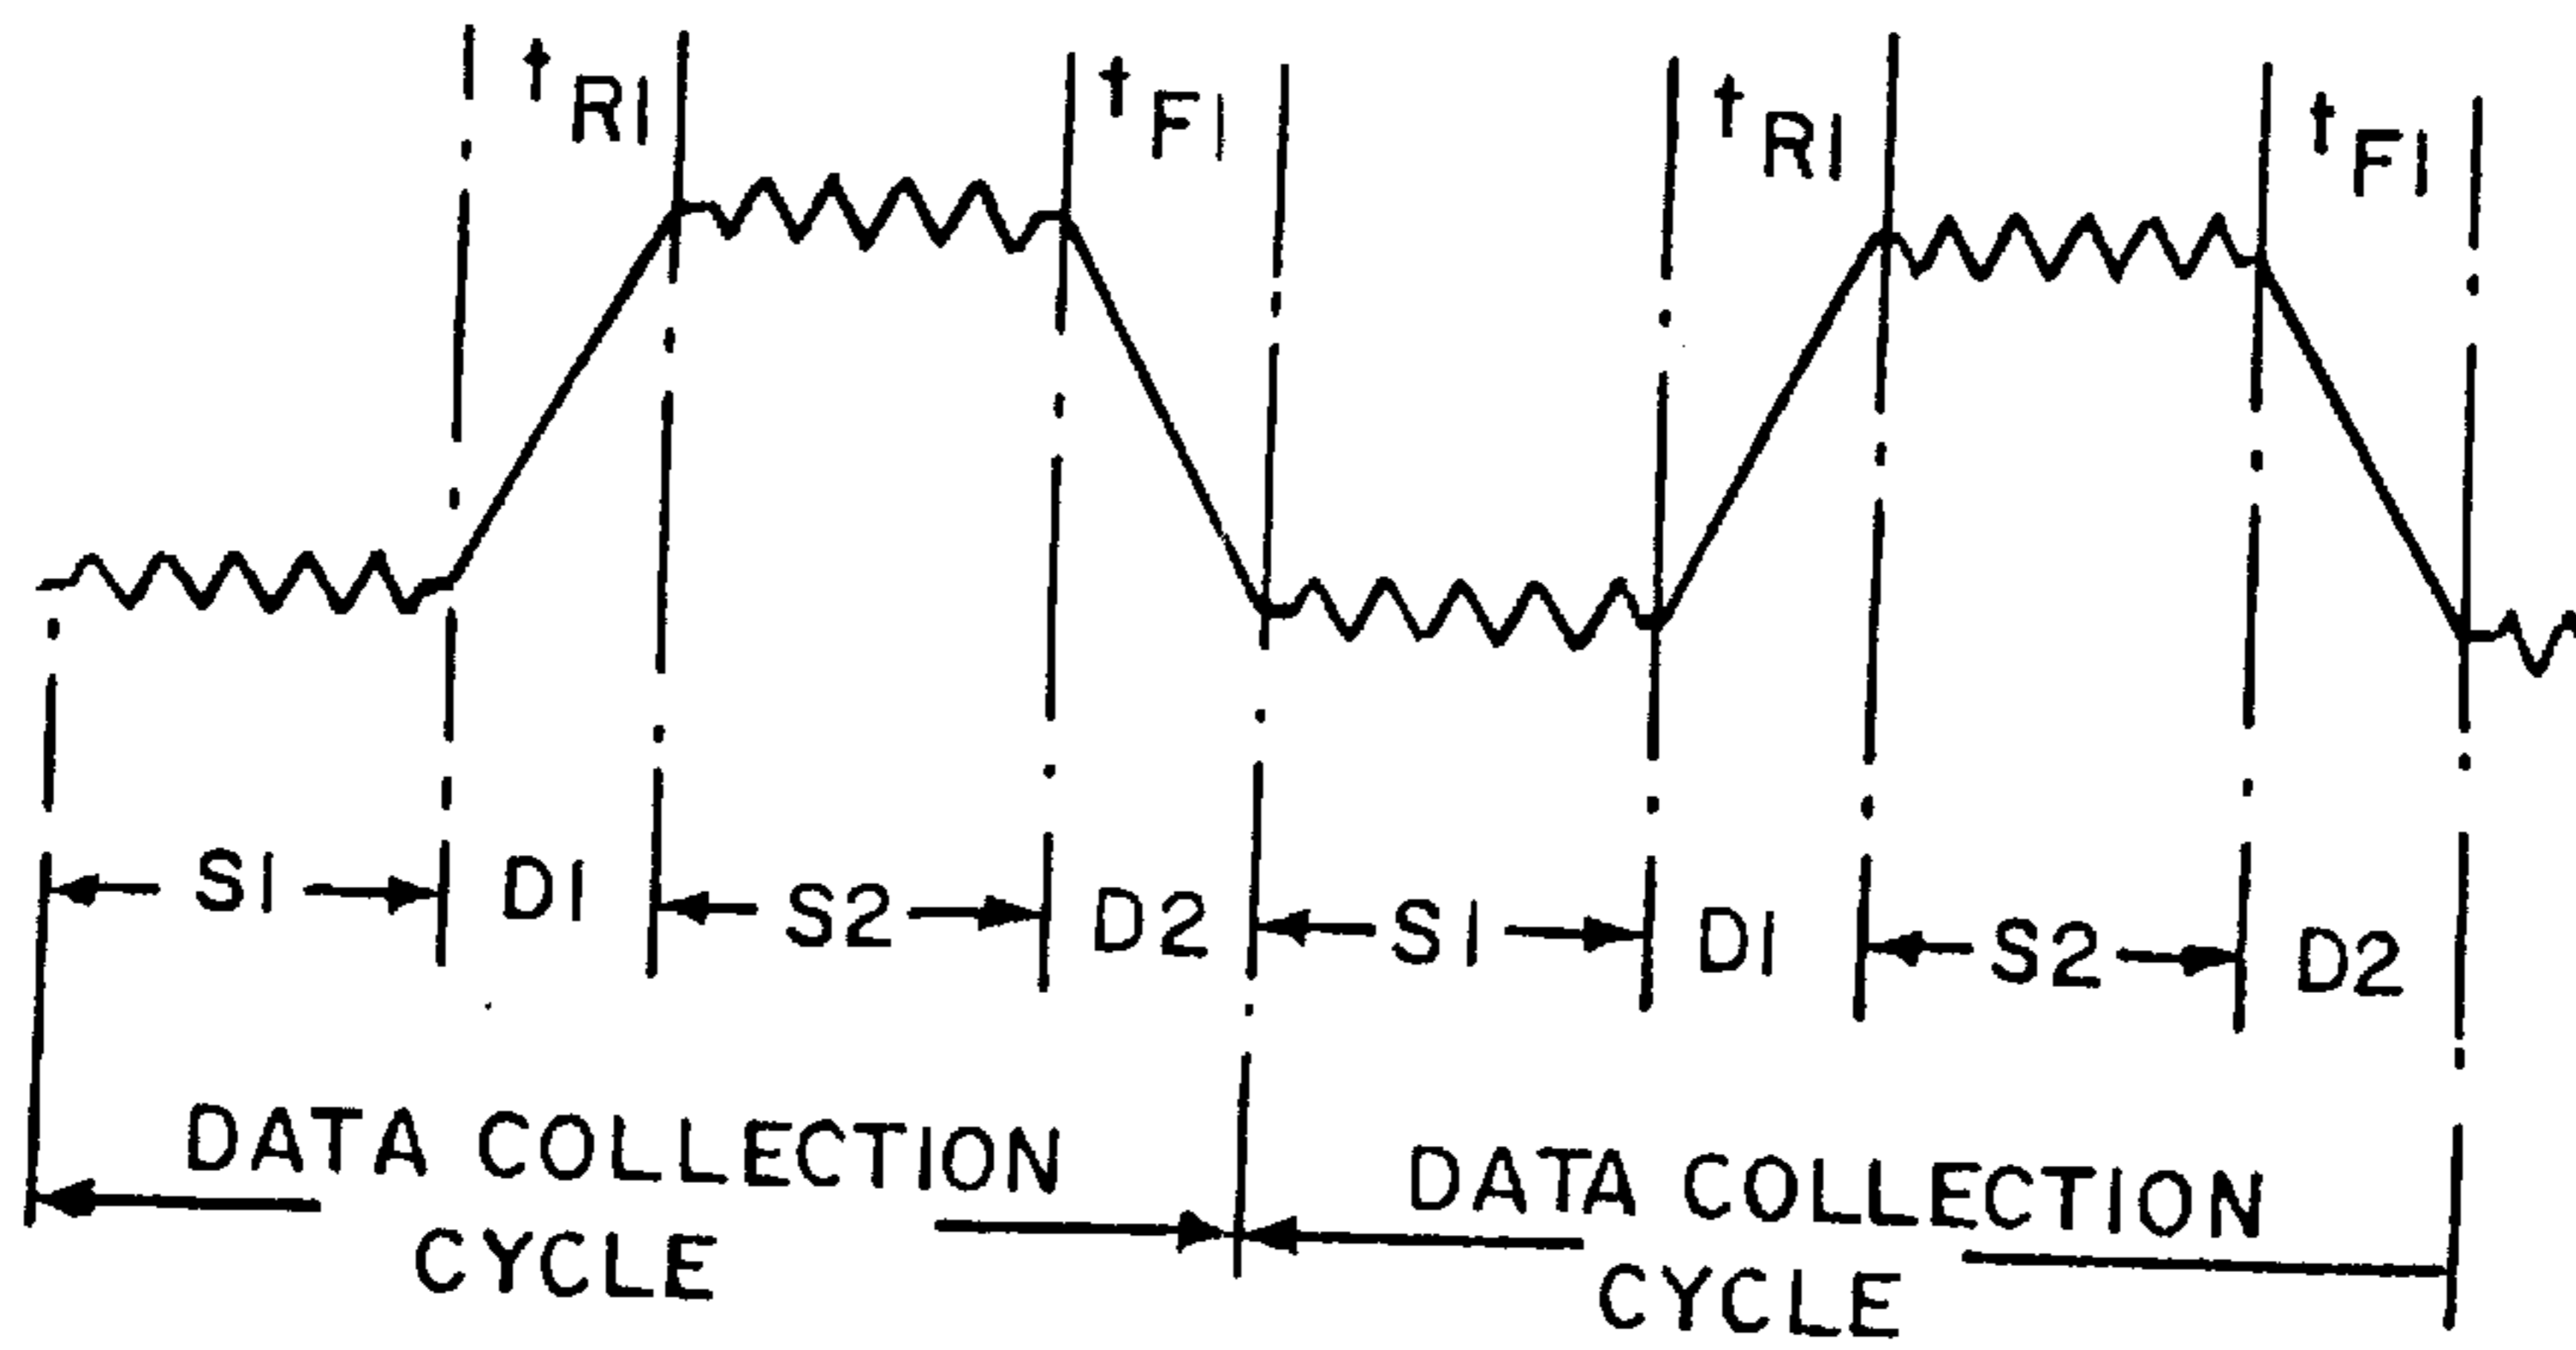 tR1 tF1 tR1 tF1
S1 D1 S2 D2 S1 D1 S2 D2
DATA COLLECTION
CYCLE
DATA COLLECTION
CYCLE